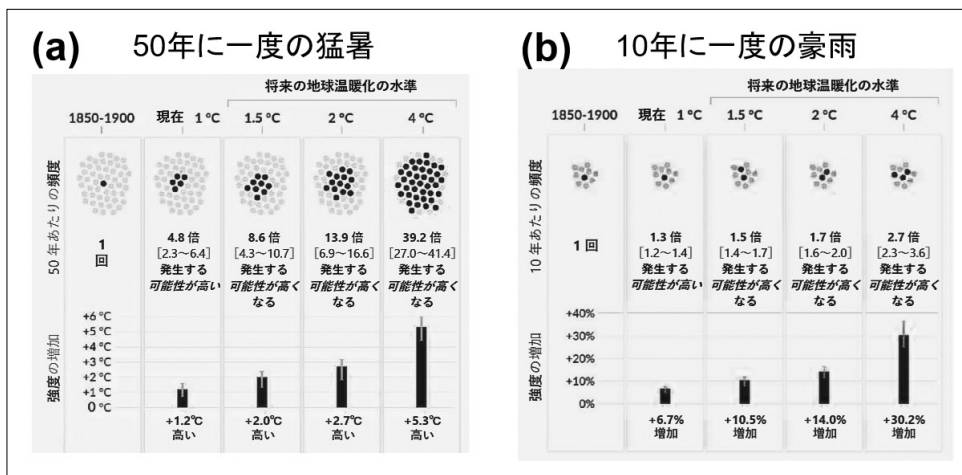 (a) 50年に一度の猛暑
将来の地球温暖化の水準
1850-1900 現在 1 ℃ 1.5 ℃ 2 ℃ 4 ℃
50年あたりの頻度
1
回
4.8 倍
[2.3~6.4]
発生する
可能性が高い
8.6 倍
[4.3~10.7]
発生する
可能性が高く
なる
13.9 倍
[6.9~16.6]
発生する
可能性が高く
なる
39.2 倍
[27.0~41.4]
発生する
可能性が高く
なる
強度の増加
+6 ℃
+5 ℃
+4 ℃
+3 ℃
+2 ℃
+1 ℃
0 ℃
+1.2℃
高い
+2.0℃
高い
+2.7℃
高い
+5.3℃
高い
(b) 10年に一度の豪雨
将来の地球温暖化の水準
1850-1900 現在 1 ℃ 1.5 ℃ 2 ℃ 4 ℃
10年あたりの頻度
1 回
1.3 倍
[1.2~1.4]
発生する
可能性が高い
1.5 倍
[1.4~1.7]
発生する
可能性が高く
なる
1.7 倍
[1.6~2.0]
発生する
可能性が高く
なる
2.7 倍
[2.3~3.6]
発生する
可能性が高く
なる
強度の増加
+40%
+30%
+20%
+10%
0%
+6.7%
増加
+10.5%
増加
+14.0%
増加
+30.2%
増加